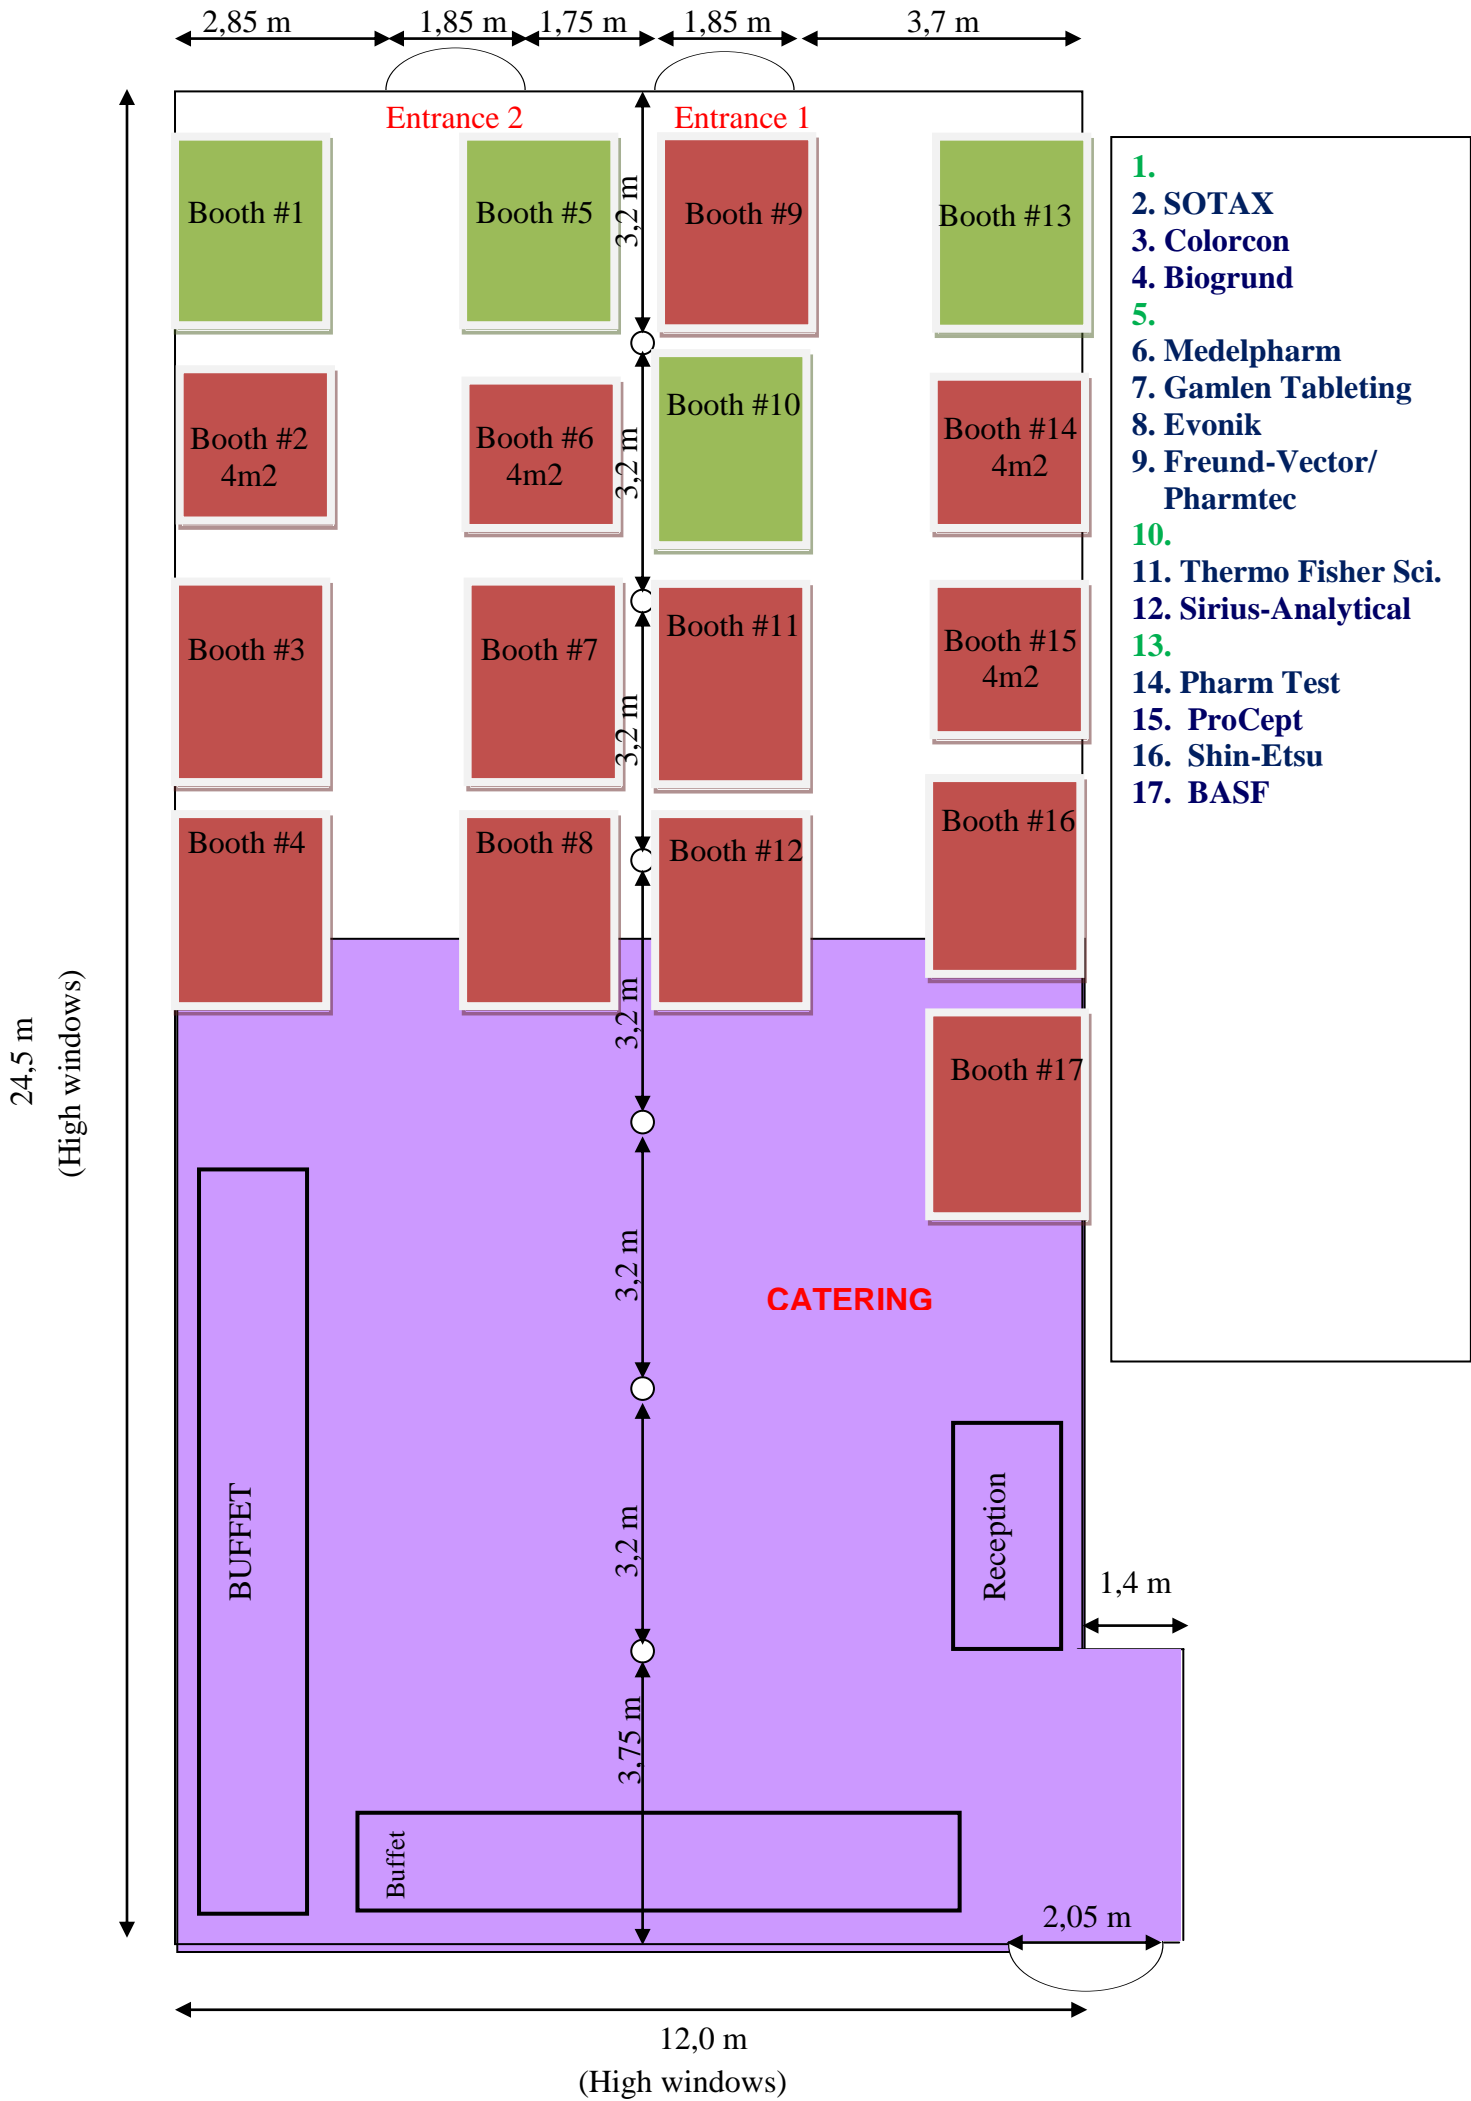 2,85 m
1,85 m
1,75 m
1,85 m
3,7 m
Entrance 2
Entrance 1
Booth #1
Booth #5
3,2 m
Booth #9
Booth #13
Booth #2
4m2
Booth #6
4m2
3,2 m
Booth #10
Booth #14
4m2
Booth #3
Booth #7
3,2 m
Booth #11
Booth #15
4m2
Booth #4
Booth #8
Booth #12
Booth #16
3,2 m
Booth #17
1.
2. SOTAX
3. Colorcon
4. Biogrund
5.
6. Medelpharm
7. Gamlen Tableting
8. Evonik
9. Freund-Vector/
Pharmtec
10.
11. Thermo Fisher Sci.
12. Sirius-Analytical
13.
14. Pharm Test
15. ProCept
16. Shin-Etsu
17. BASF
24,5 m
(High windows)
3,2 m
CATERING
BUFFET
3,2 m
Reception
1,4 m
3,75 m
Buffet
2,05 m
12,0 m
(High windows)